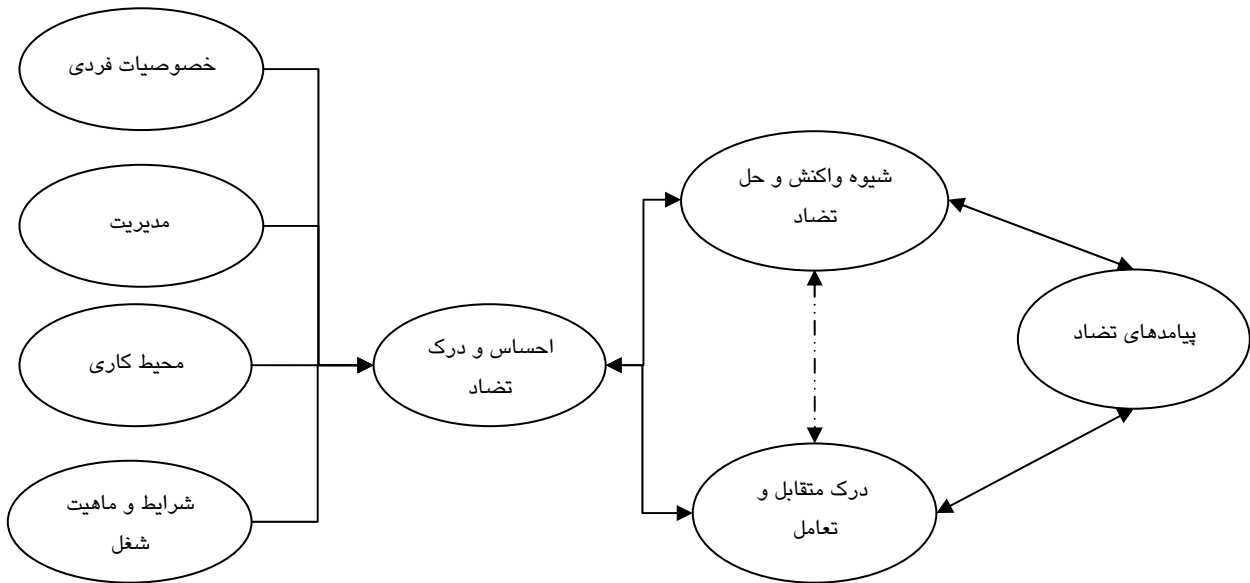 خصوصیات فردی
مدیریت
محیط کاری
شرایط و ماهیت
شغل
احساس و درک
تضاد
شیوه واکنش و حل
تضاد
درک متقابل و
تعامل
پیامدهای تضاد